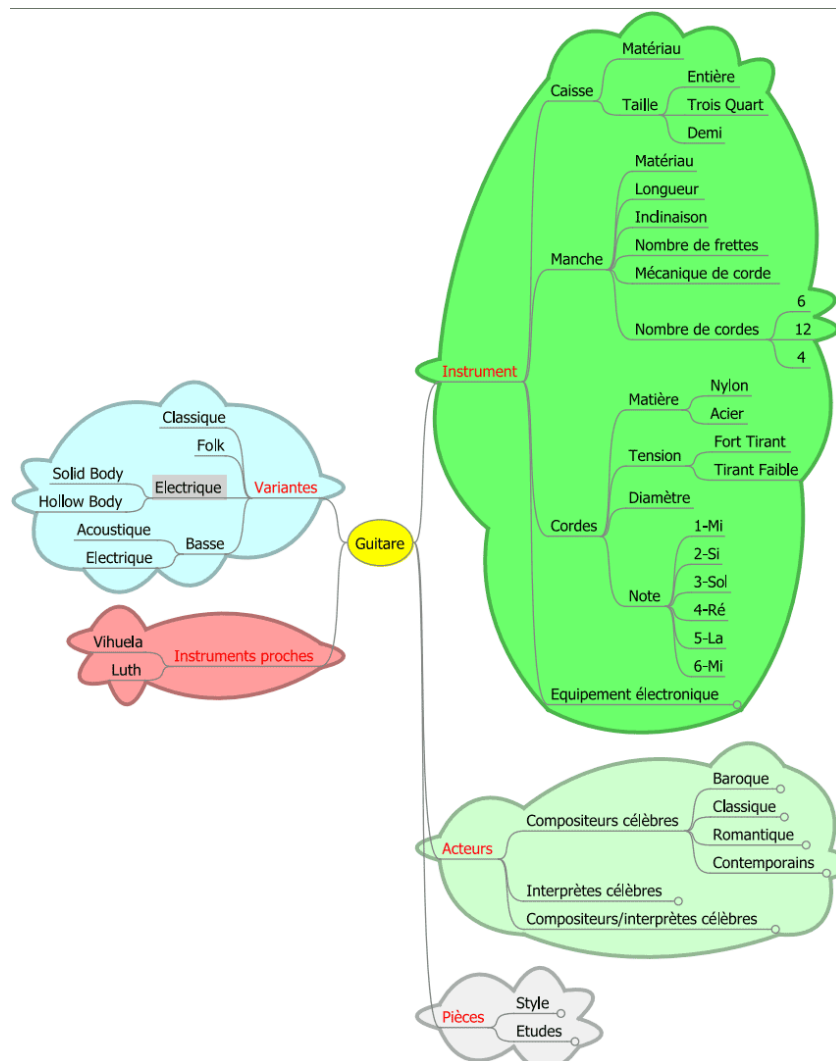 Guitare
Variantes
Classique
Folk
Electrique
Solid Body
Hollow Body
Basse
Acoustique
Electrique
Instruments proches
Vihuela
Luth
Instrument
Caisse
Matériau
Taille
Entière
Trois Quart
Demi
Manche
Matériau
Longueur
Inclinaison
Nombre de frettes
Mécanique de corde
Nombre de cordes
6
12
4
Cordes
Matière
Nylon
Acier
Tension
Fort Tirant
Tirant Faible
Diamètre
Note
1-Mi
2-Si
3-Sol
4-Ré
5-La
6-Mi
Equipement électronique
Acteurs
Compositeurs célèbres
Baroque
Classique
Romantique
Contemporains
Interprètes célèbres
Compositeurs/interprètes célèbres
Pièces
Style
Etudes